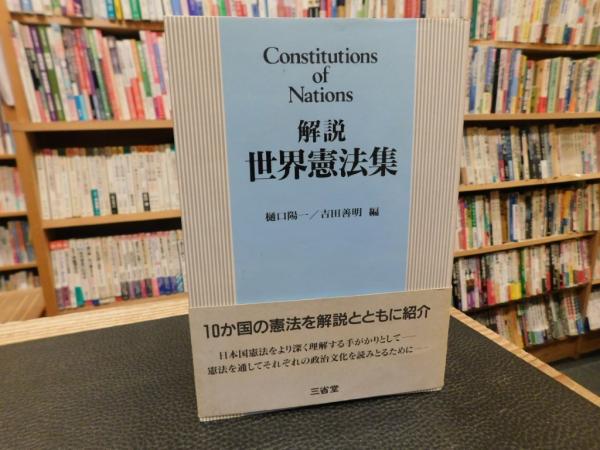 Constitutions
of
Nations
解説
世界憲法集
樋口陽一／吉田善明 編
10か国の憲法を解説とともに紹介
日本国憲法をより深く理解する手がかりとして——
憲法を通してそれぞれの政治文化を読みとるために——
三省堂